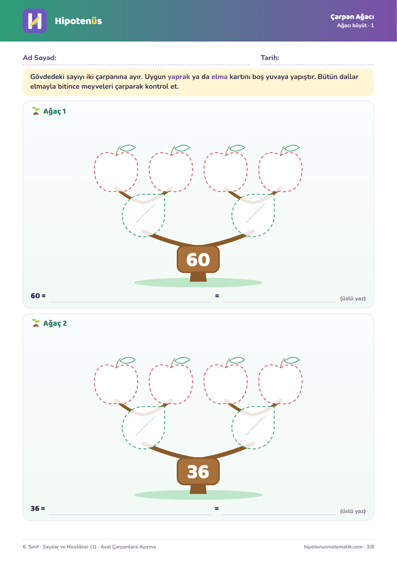 Hipotenüs
Çarpan Ağacı
Ağacı büyüt · 1
Ad Soyad:
Tarih:
Gövdedeki sayıyı iki çarpanına ayır. Uygun yaprak ya da elma kartını boş yuvaya yapıştır. Bütün dallar
elmayla bitince meyveleri çarparak kontrol et.
Ağaç 1
60
60 =
=
(üslü yaz)
Ağaç 2
36
36 =
=
(üslü yaz)
6. Sınıf · Sayılar ve Nicelikler (1) · Asal Çarpanlara Ayırma
hipotenusmatematik.com · 3/8